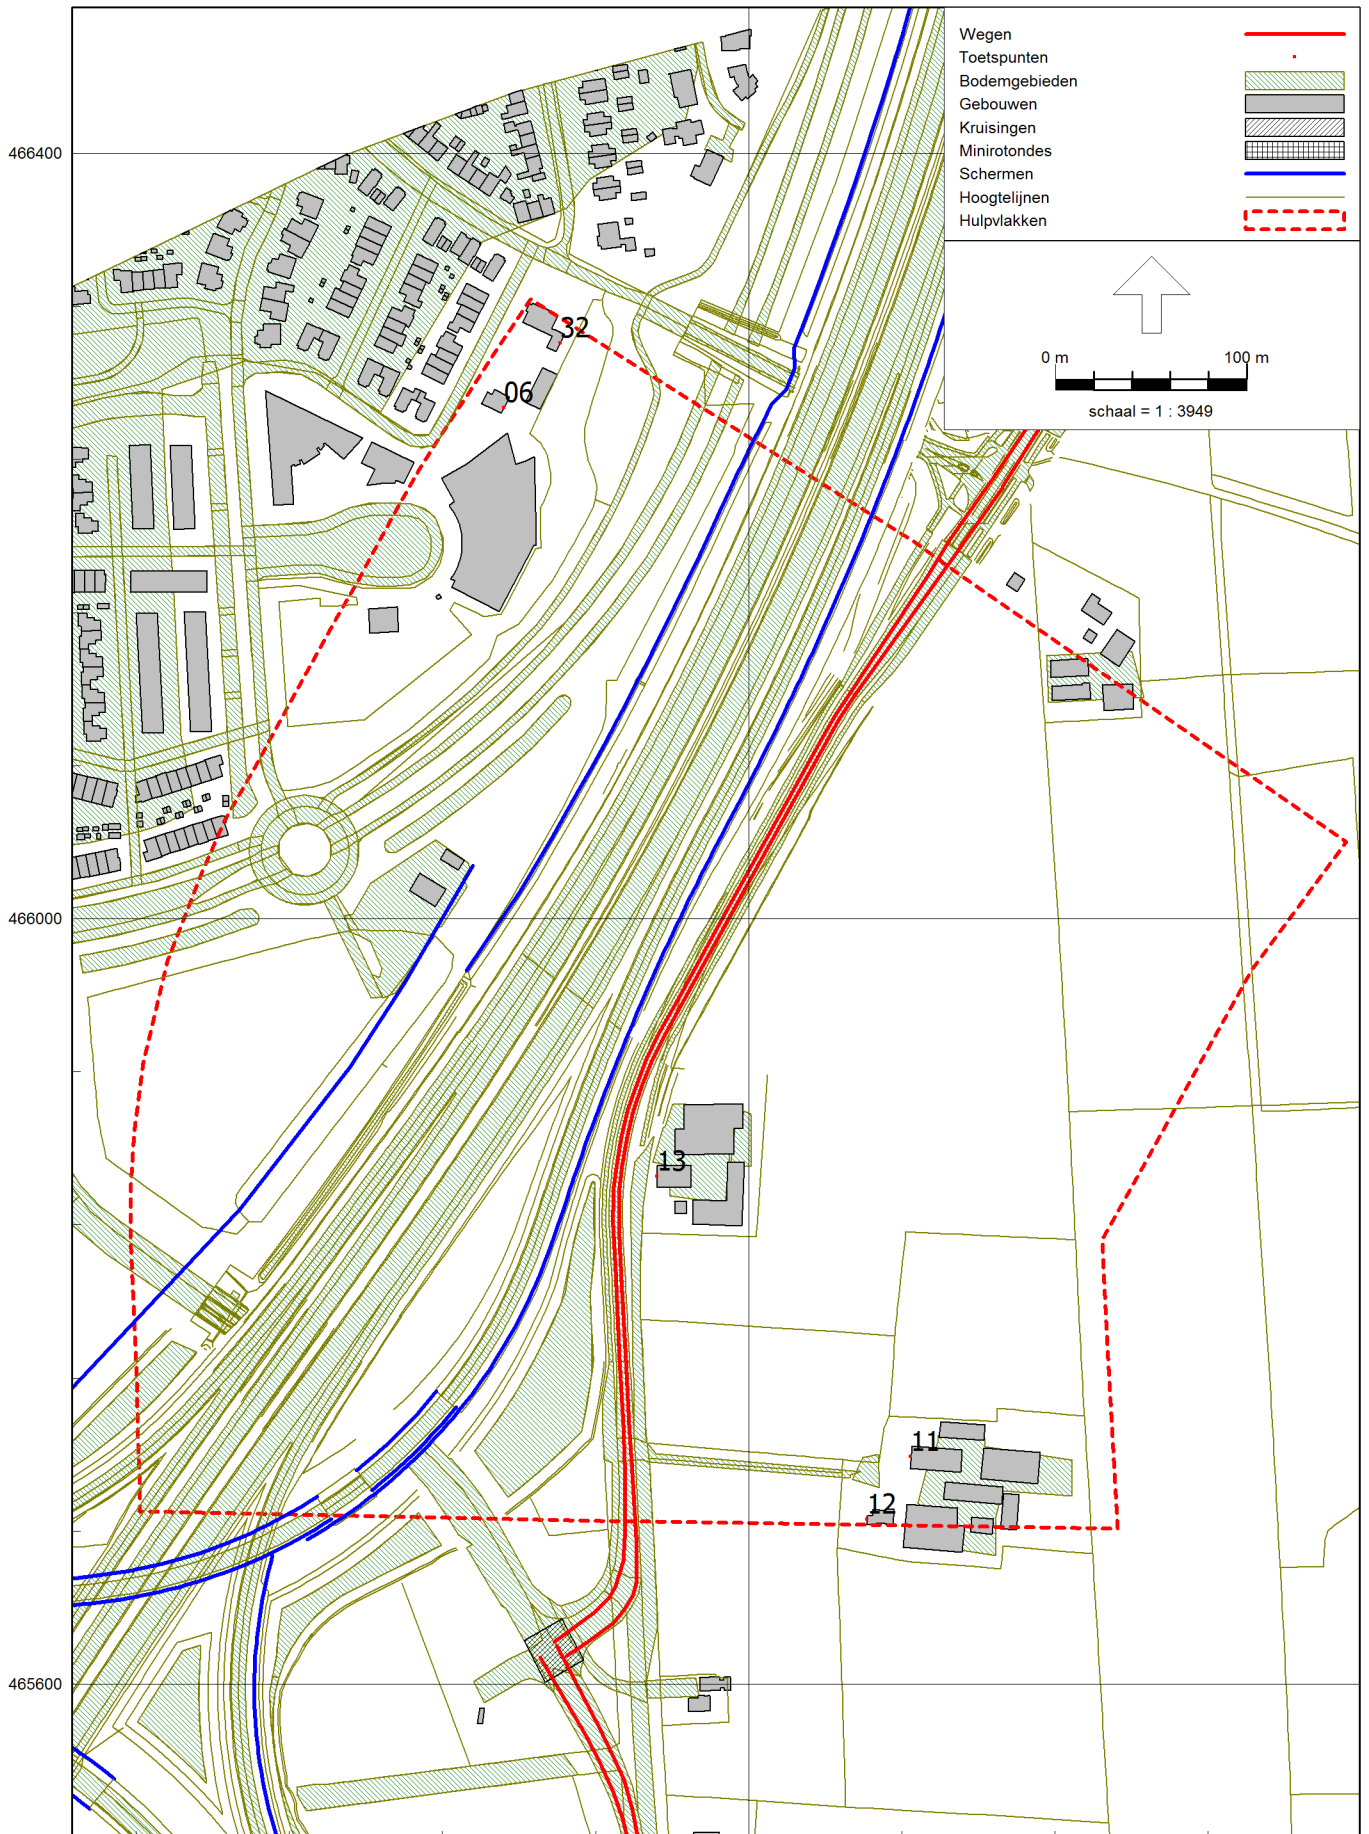 Wegen
Toetspunten
Bodemgebieden
Gebouwen
Kruisingen
Minirotondes
Schermen
Hoogtelijnen
Hulpvlakken
0 m 100 m
schaal = 1 : 3949
466400
32
06
466000
13
11
12
465600